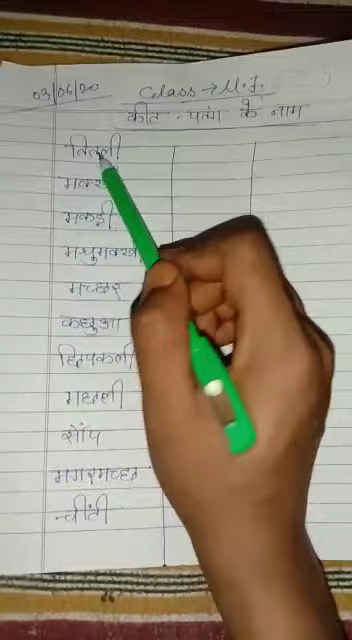 03/06/20 Class → U.K.G.
कीट - पतंग के नाम
तितली
मकड़ी
मधुमक्खी
मच्छर
कछुआ
छिपकली
मछली
साँप
मगरमच्छ
चींटी